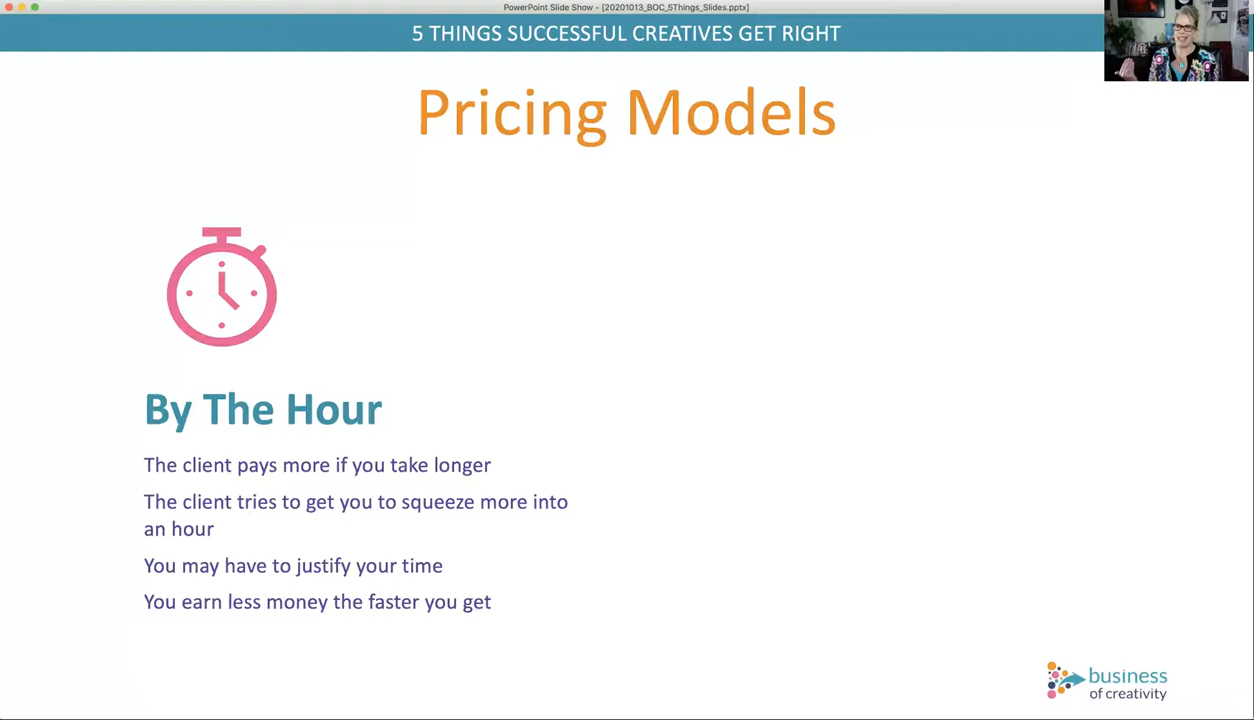 PowerPoint Slide Show - [20201013_BOC_5Things_Slides.pptx]
5 THINGS SUCCESSFUL CREATIVES GET RIGHT
Pricing Models
By The Hour
The client pays more if you take longer
The client tries to get you to squeeze more into
an hour
You may have to justify your time
You earn less money the faster you get
business
of creativity